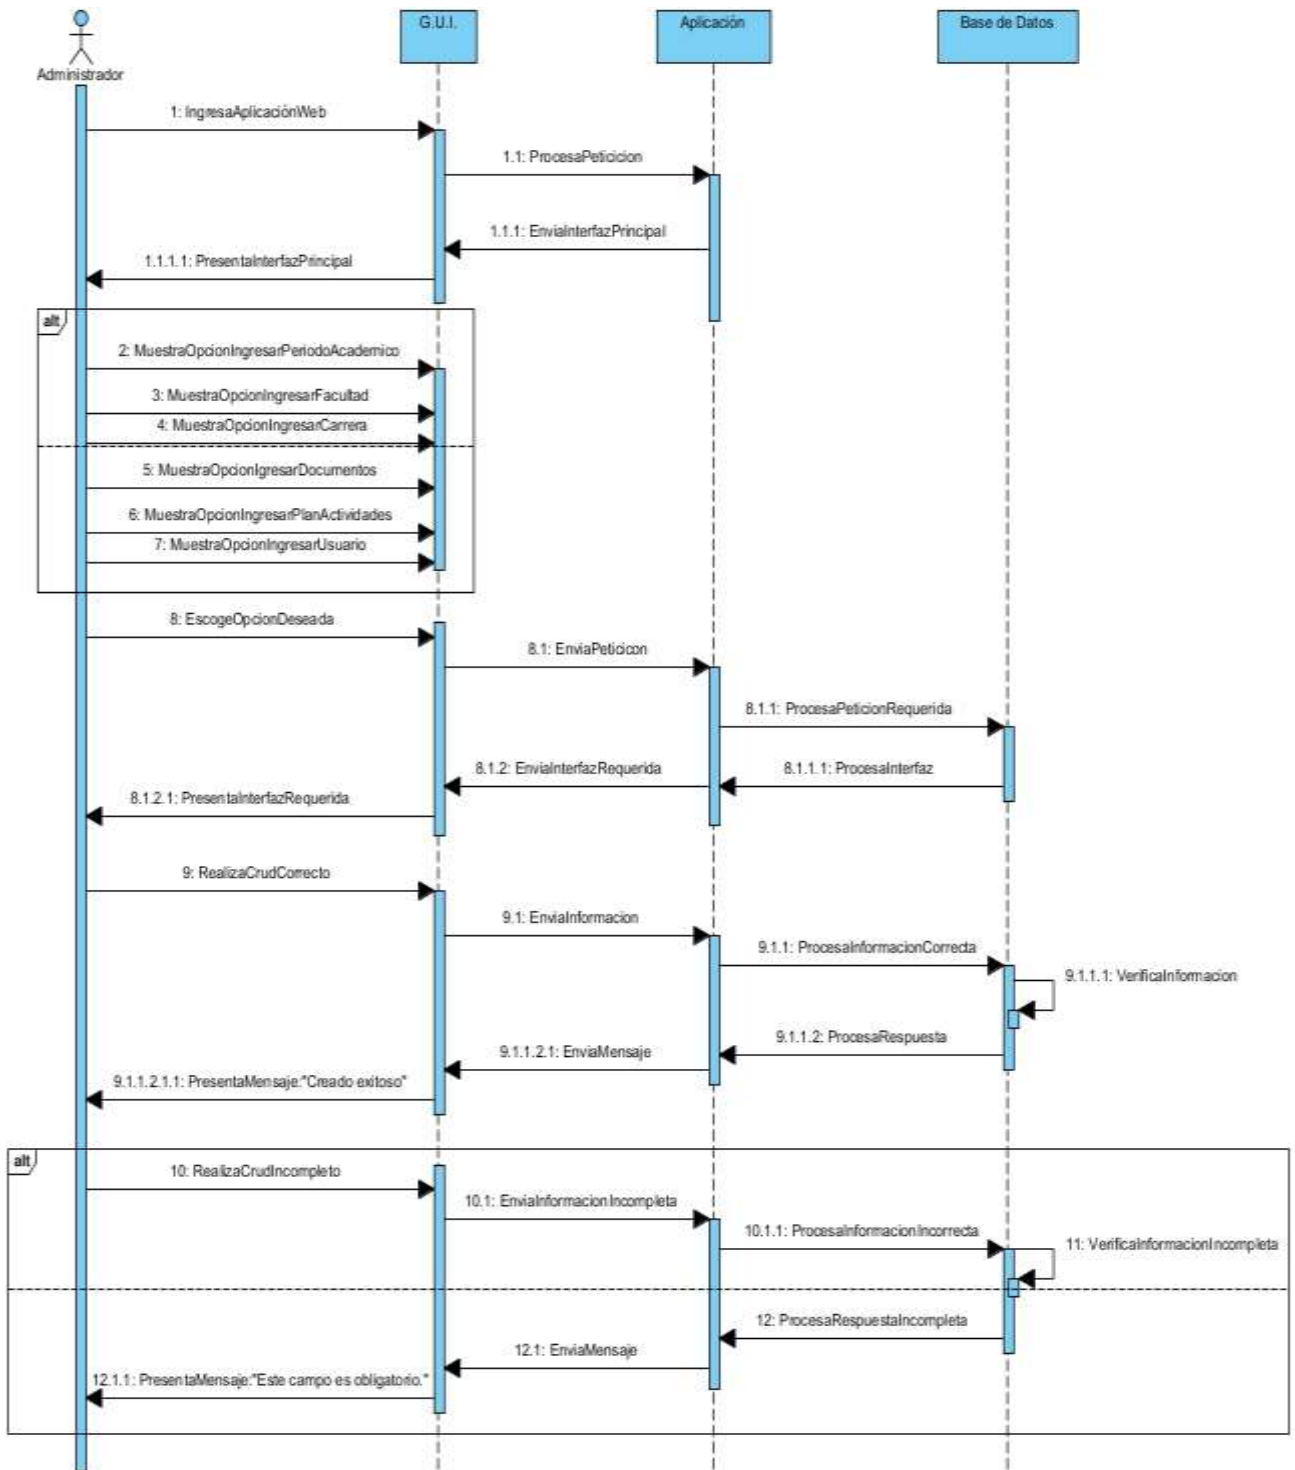 G.U.I.
Aplicación
Base de Datos
Administrador
1: IngresaAplicaciónWeb
1.1: ProcesaPeticicion
1.1.1: EnviaInterfazPrincipal
1.1.1.1: PresentaInterfazPrincipal
alt
2: MuestraOpcionIngresarPeriodoAcademico
3: MuestraOpcionIngresarFacultad
4: MuestraOpcionIngresarCarrera
5: MuestraOpcionIgresarDocumentos
6: MuestraOpcionIngresarPlanActividades
7: MuestraOpcionIngresarUsuario
8: EscogeOpcionDeseada
8.1: EnviaPeticicon
8.1.1: ProcesaPeticionRequerida
8.1.2: EnviaInterfazRequerida
8.1.1.1: ProcesaInterfaz
8.1.2.1: PresentaInterfazRequerida
9: RealizaCrudCorrecto
9.1: EnviaInformacion
9.1.1: ProcesaInformacionCorrecta
9.1.1.1: VerificaInformacion
9.1.1.2: ProcesaRespuesta
9.1.1.2.1: EnviaMensaje
9.1.1.2.1.1: PresentaMensaje:"Creado exitoso"
alt
10: RealizaCrudIncompleto
10.1: EnviaInformacionIncompleta
10.1.1: ProcesaInformacionIncorrecta
11: VerificaInformacionIncompleta
12: ProcesaRespuestaIncompleta
12.1: EnviaMensaje
12.1.1: PresentaMensaje:"Este campo es obligatorio."